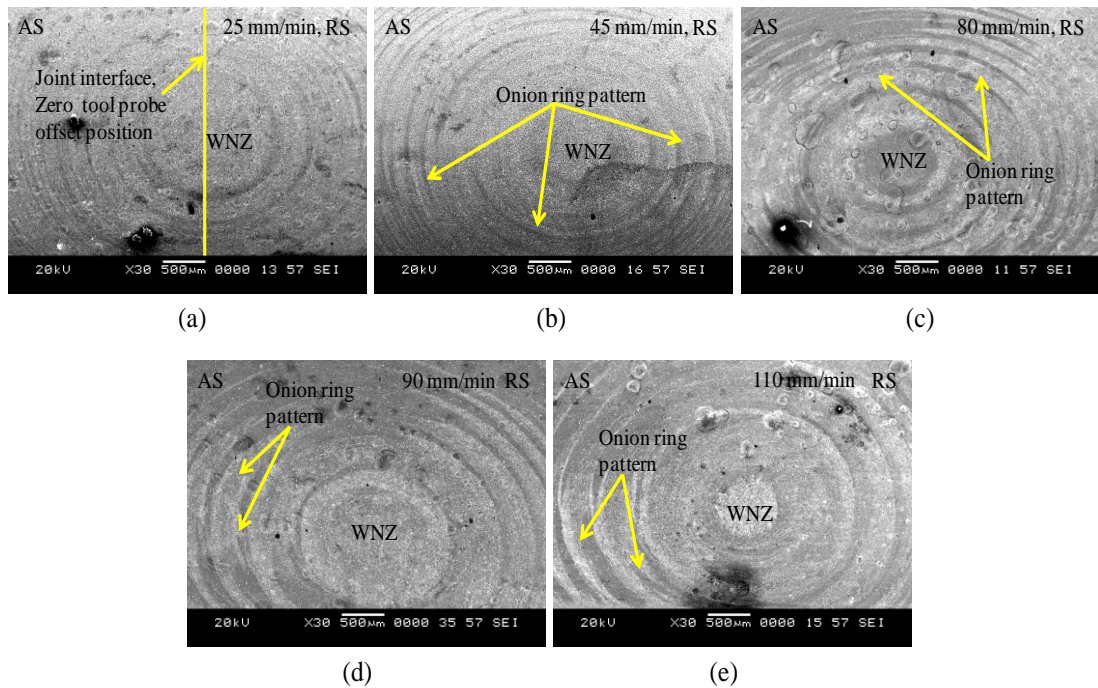 AS 25 mm/min, RS
Joint interface,
Zero tool probe
offset position
WNZ
20kV X30 500μm 0000 13 57 SEI
(a)
AS 45 mm/min, RS
Onion ring pattern
WNZ
20kV X30 500μm 0000 16 57 SEI
(b)
AS 80 mm/min, RS
WNZ
Onion ring
pattern
20kV X30 500μm 0000 11 57 SEI
(c)
AS 90 mm/min RS
Onion ring
pattern
WNZ
20kV X30 500μm 0000 35 57 SEI
(d)
AS 110 mm/min RS
Onion ring
pattern
WNZ
20kV X30 500μm 0000 15 57 SEI
(e)